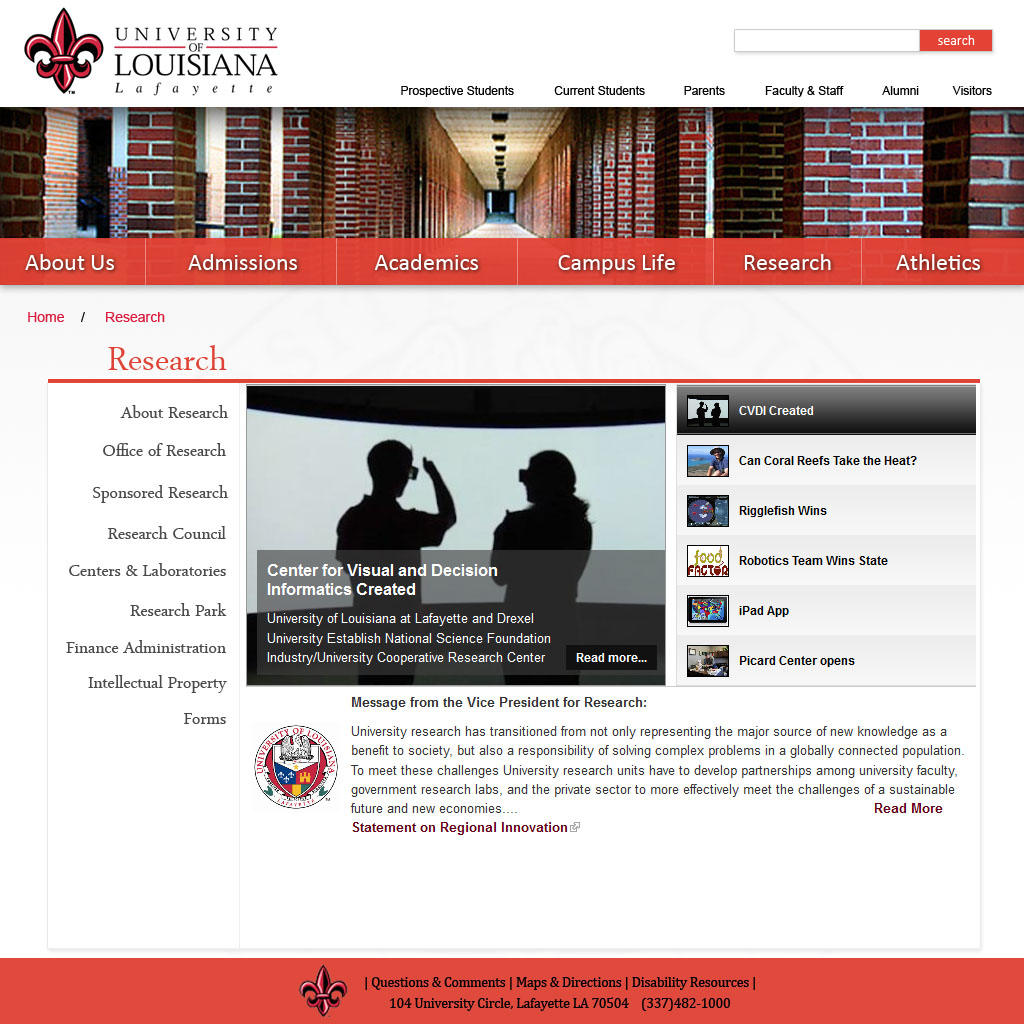 UNIVERSITY
OF
LOUISIANA
Lafayette
™
search
Prospective Students Current Students Parents Faculty & Staff Alumni Visitors
About Us Admissions Academics Campus Life Research Athletics
Home / Research
Research
About Research
Office of Research
Sponsored Research
Research Council
Centers & Laboratories
Research Park
Finance Administration
Intellectual Property
Forms
Center for Visual and Decision
Informatics Created
University of Louisiana at Lafayette and Drexel
University Establish National Science Foundation
Industry/University Cooperative Research Center
Read more...
CVDI Created
Can Coral Reefs Take the Heat?
Rigglefish Wins
food
FACTOR
Robotics Team Wins State
iPad App
Picard Center opens
Message from the Vice President for Research:
UNIVERSITY OF LOUISIANA
LAFAYETTE
University research has transitioned from not only representing the major source of new knowledge as a
benefit to society, but also a responsibility of solving complex problems in a globally connected population.
To meet these challenges University research units have to develop partnerships among university faculty,
government research labs, and the private sector to more effectively meet the challenges of a sustainable
future and new economies.... Read More
Statement on Regional Innovation
| Questions & Comments | Maps & Directions | Disability Resources |
104 University Circle, Lafayette LA 70504 (337)482-1000